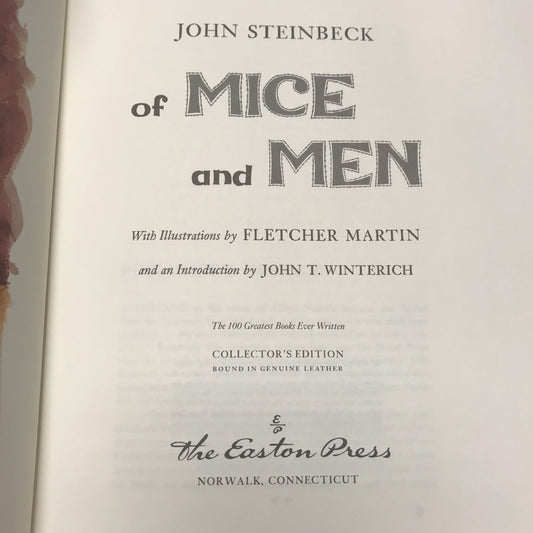 JOHN STEINBECK
of MICE
and MEN
With Illustrations by FLETCHER MARTIN
and an Introduction by JOHN T. WINTERICH
The 100 Greatest Books Ever Written
COLLECTOR'S EDITION
BOUND IN GENUINE LEATHER
E
P
the Easton Press
NORWALK, CONNECTICUT